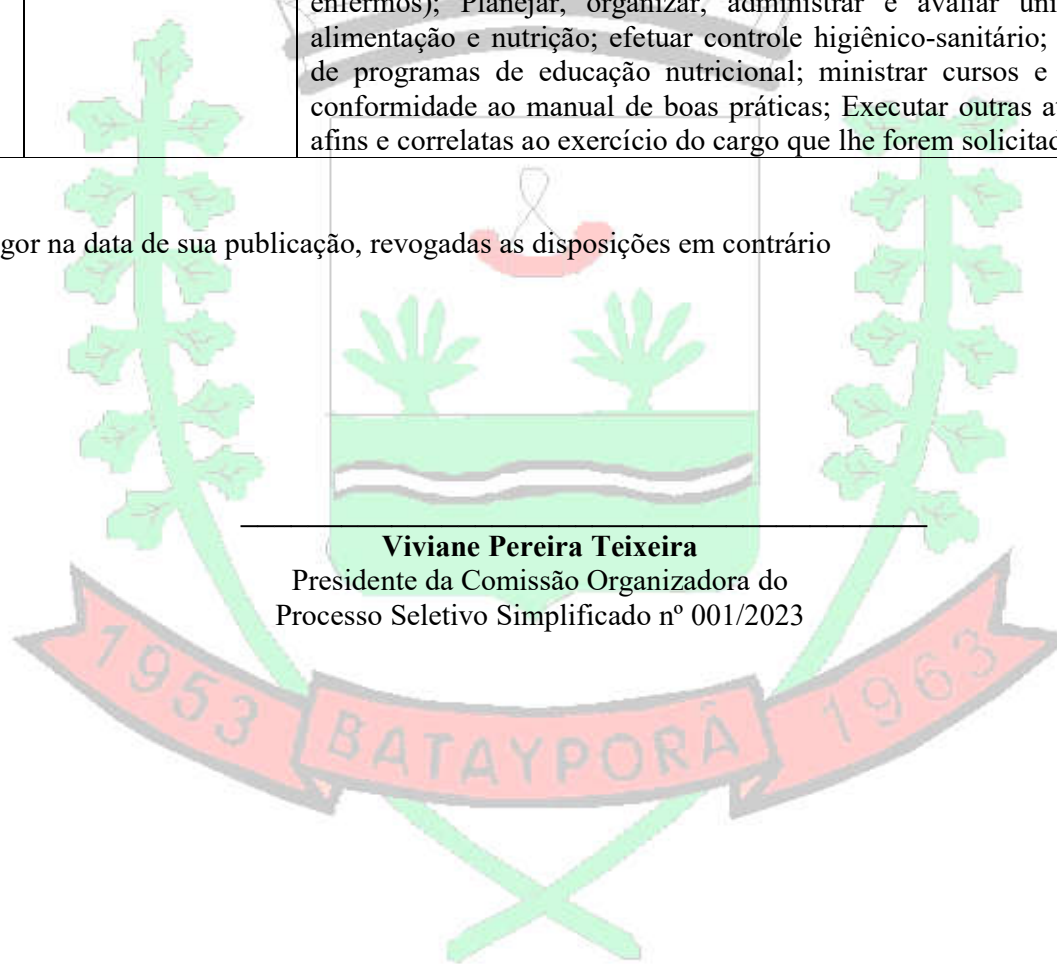 enfermos); Planejar, organizar, administrar e avaliar
alimentação e nutrição; efetuar controle higiênico-sanitário;
de programas de educação nutricional; ministrar cursos e
conformidade ao manual de boas práticas; Executar outras
afins e correlatas ao exercício do cargo que lhe forem
gor na data de sua publicação, revogadas as disposições em contrário
Viviane Pereira Teixeira
Presidente da Comissão Organizadora do
Processo Seletivo Simplificado nº 001/2023
1953 BATAYPORÃ 1963